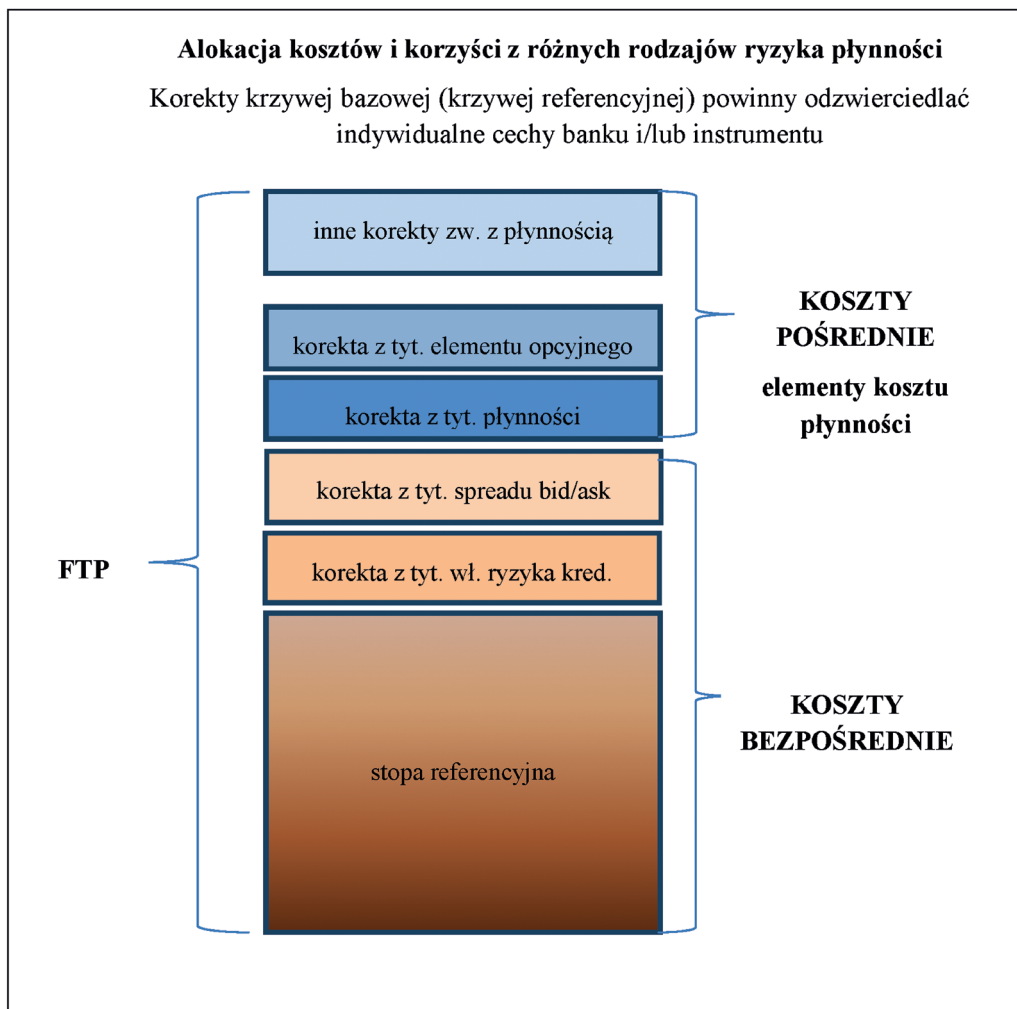 Alokacja kosztów i korzyści z różnych rodzajów ryzyka płynności
Korekty krzywej bazowej (krzywej referencyjnej) powinny odzwierciedlać
indywidualne cechy banku i/lub instrumentu
inne korekty zw. z płynnością
korekta z tyt. elementu opcyjnego
korekta z tyt. płynności
KOSZTY
POŚREDNIE
elementy kosztu
płynności
korekta z tyt. spreadu bid/ask
korekta z tyt. wł. ryzyka kred.
FTP
stopa referencyjna
KOSZTY
BEZPOŚREDNIE